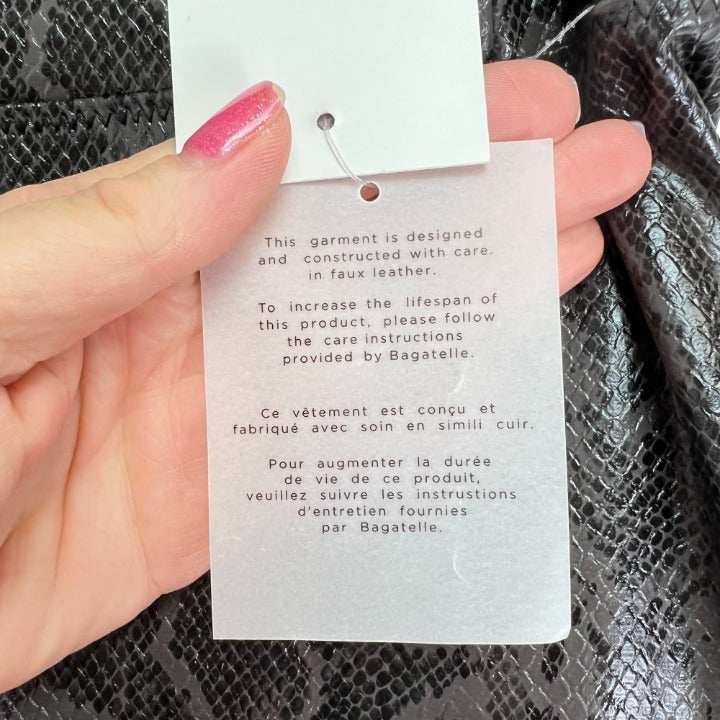 This garment is designed
and constructed with care.
in faux leather.
To increase the lifespan of
this product, please follow
the care instructions
provided by Bagatelle.
Ce vêtement est conçu et
fabriqué avec soin en simili cuir.
Pour augmenter la durée
de vie de ce produit,
veuillez suivre les instrustions
d'entretien fournies
par Bagatelle.